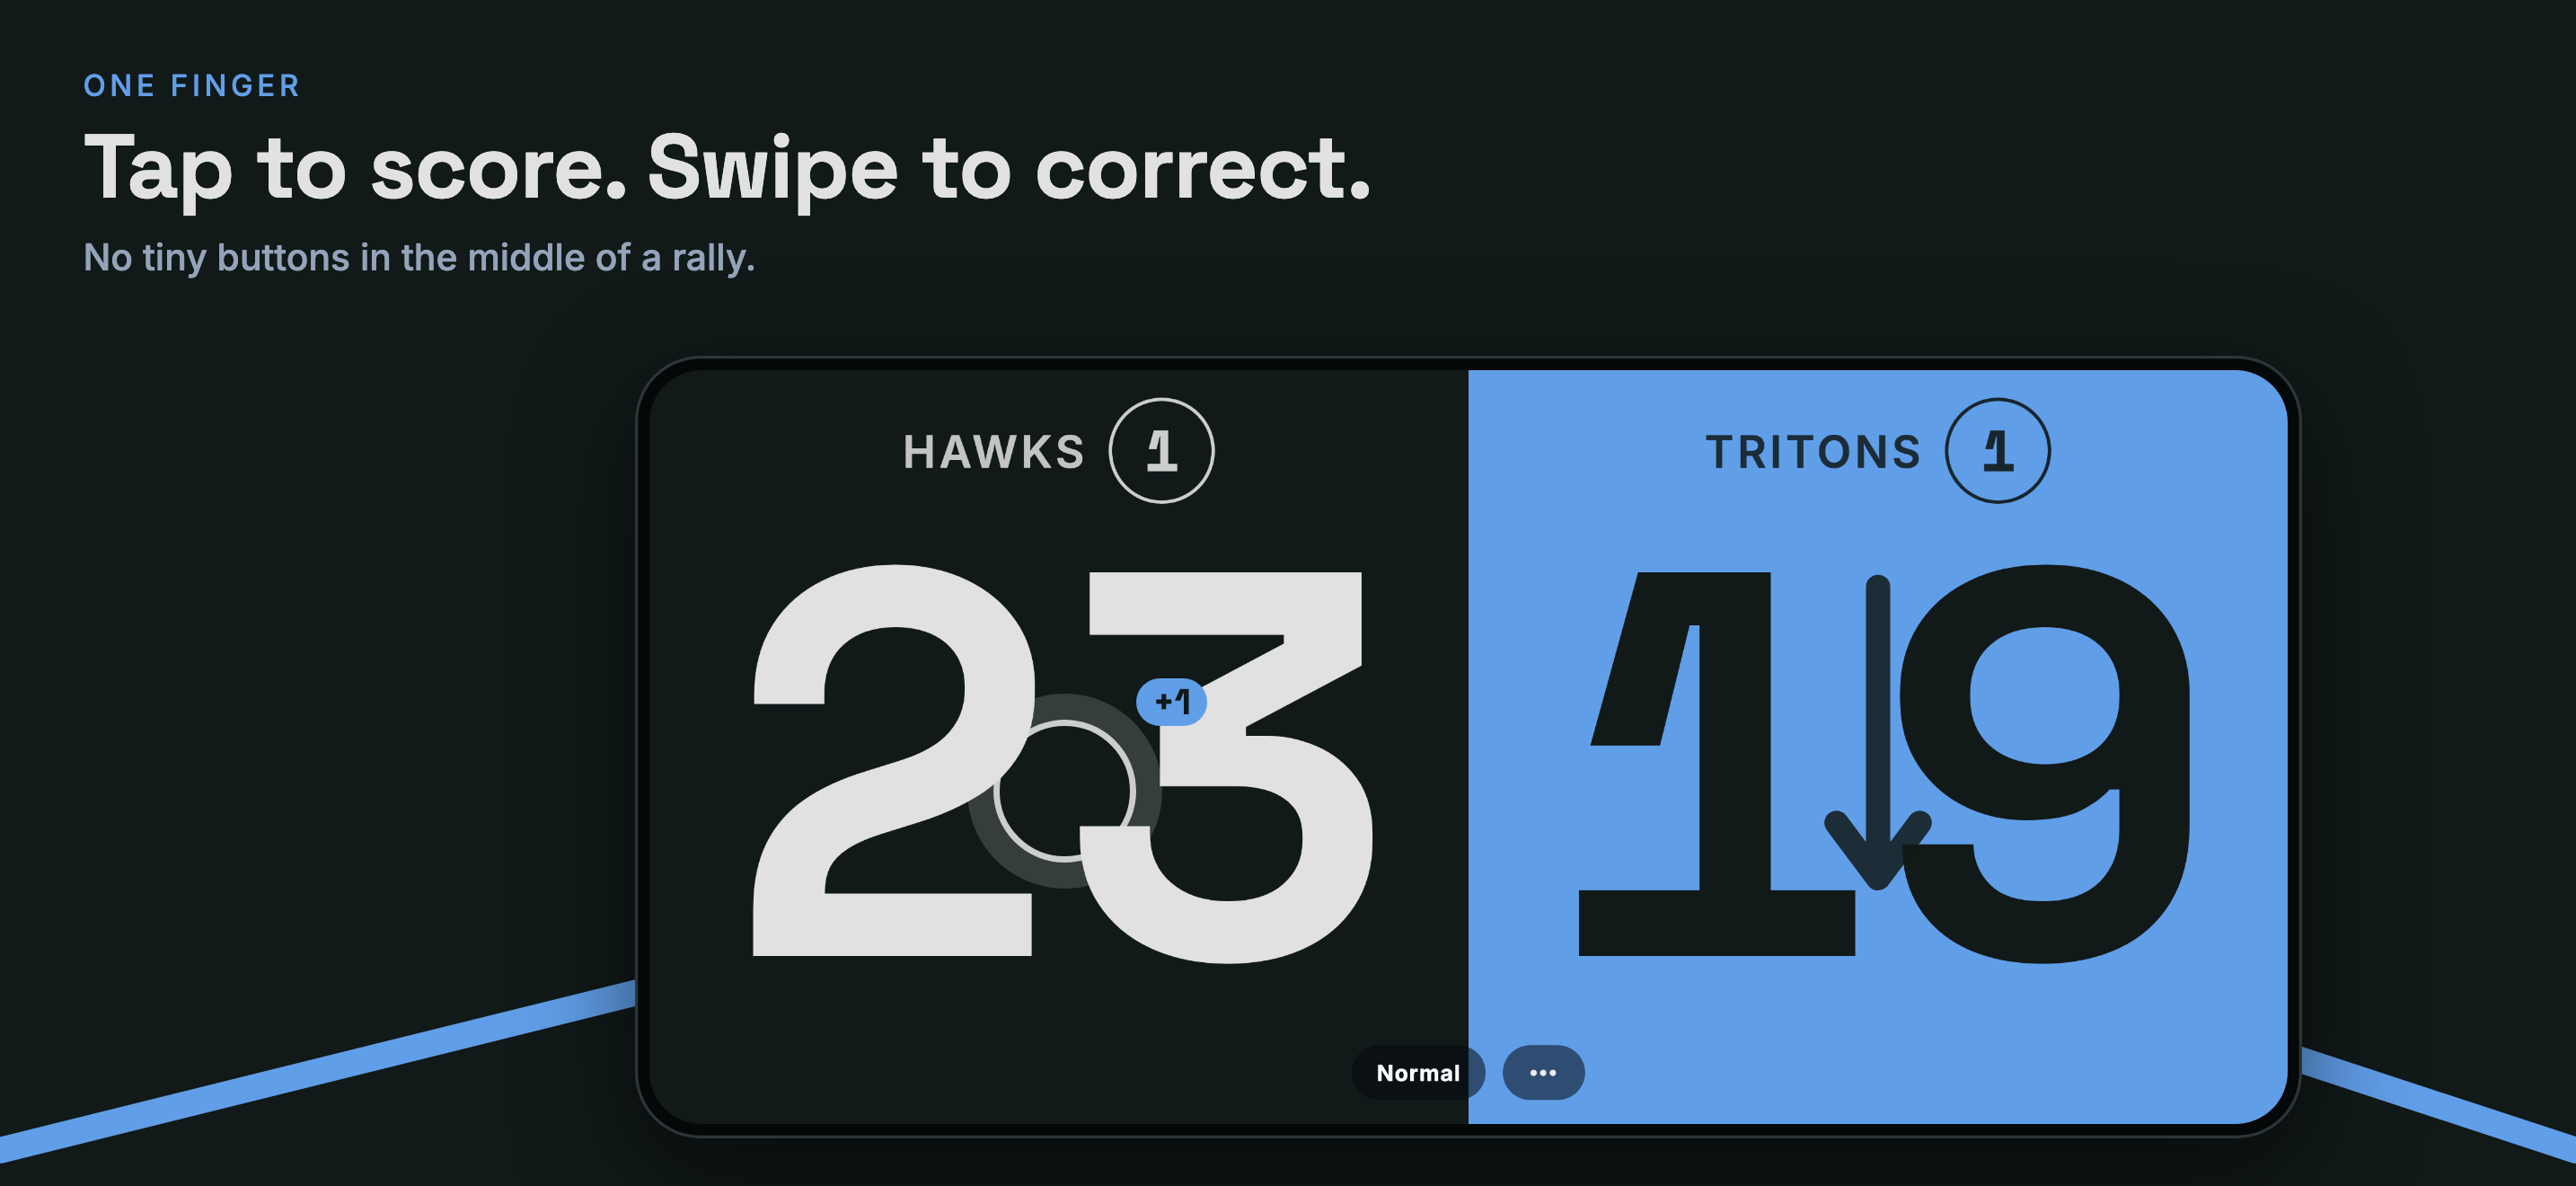 ONE FINGER
Tap to score. Swipe to correct.
No tiny buttons in the middle of a rally.
HAWKS 1
TRITONS 1
23
+1
19
Normal
•••